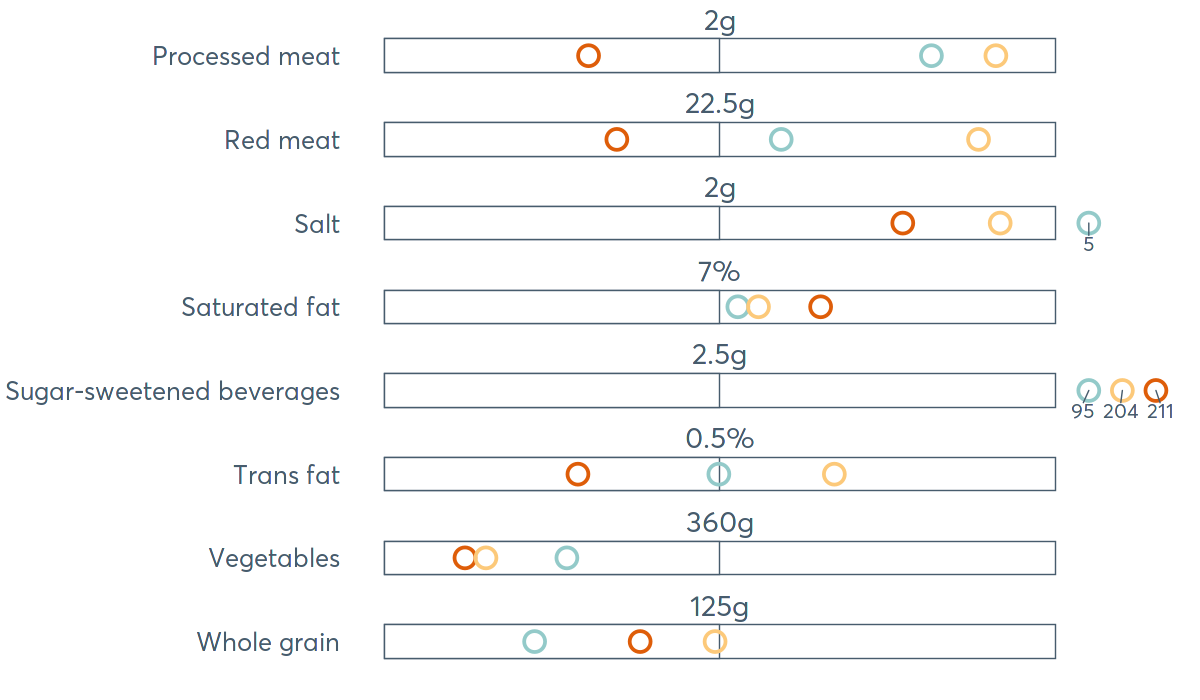 2g
Processed meat
22.5g
Red meat
2g
Salt
5
7%
Saturated fat
2.5g
Sugar-sweetened beverages
95 204 211
0.5%
Trans fat
360g
Vegetables
125g
Whole grain